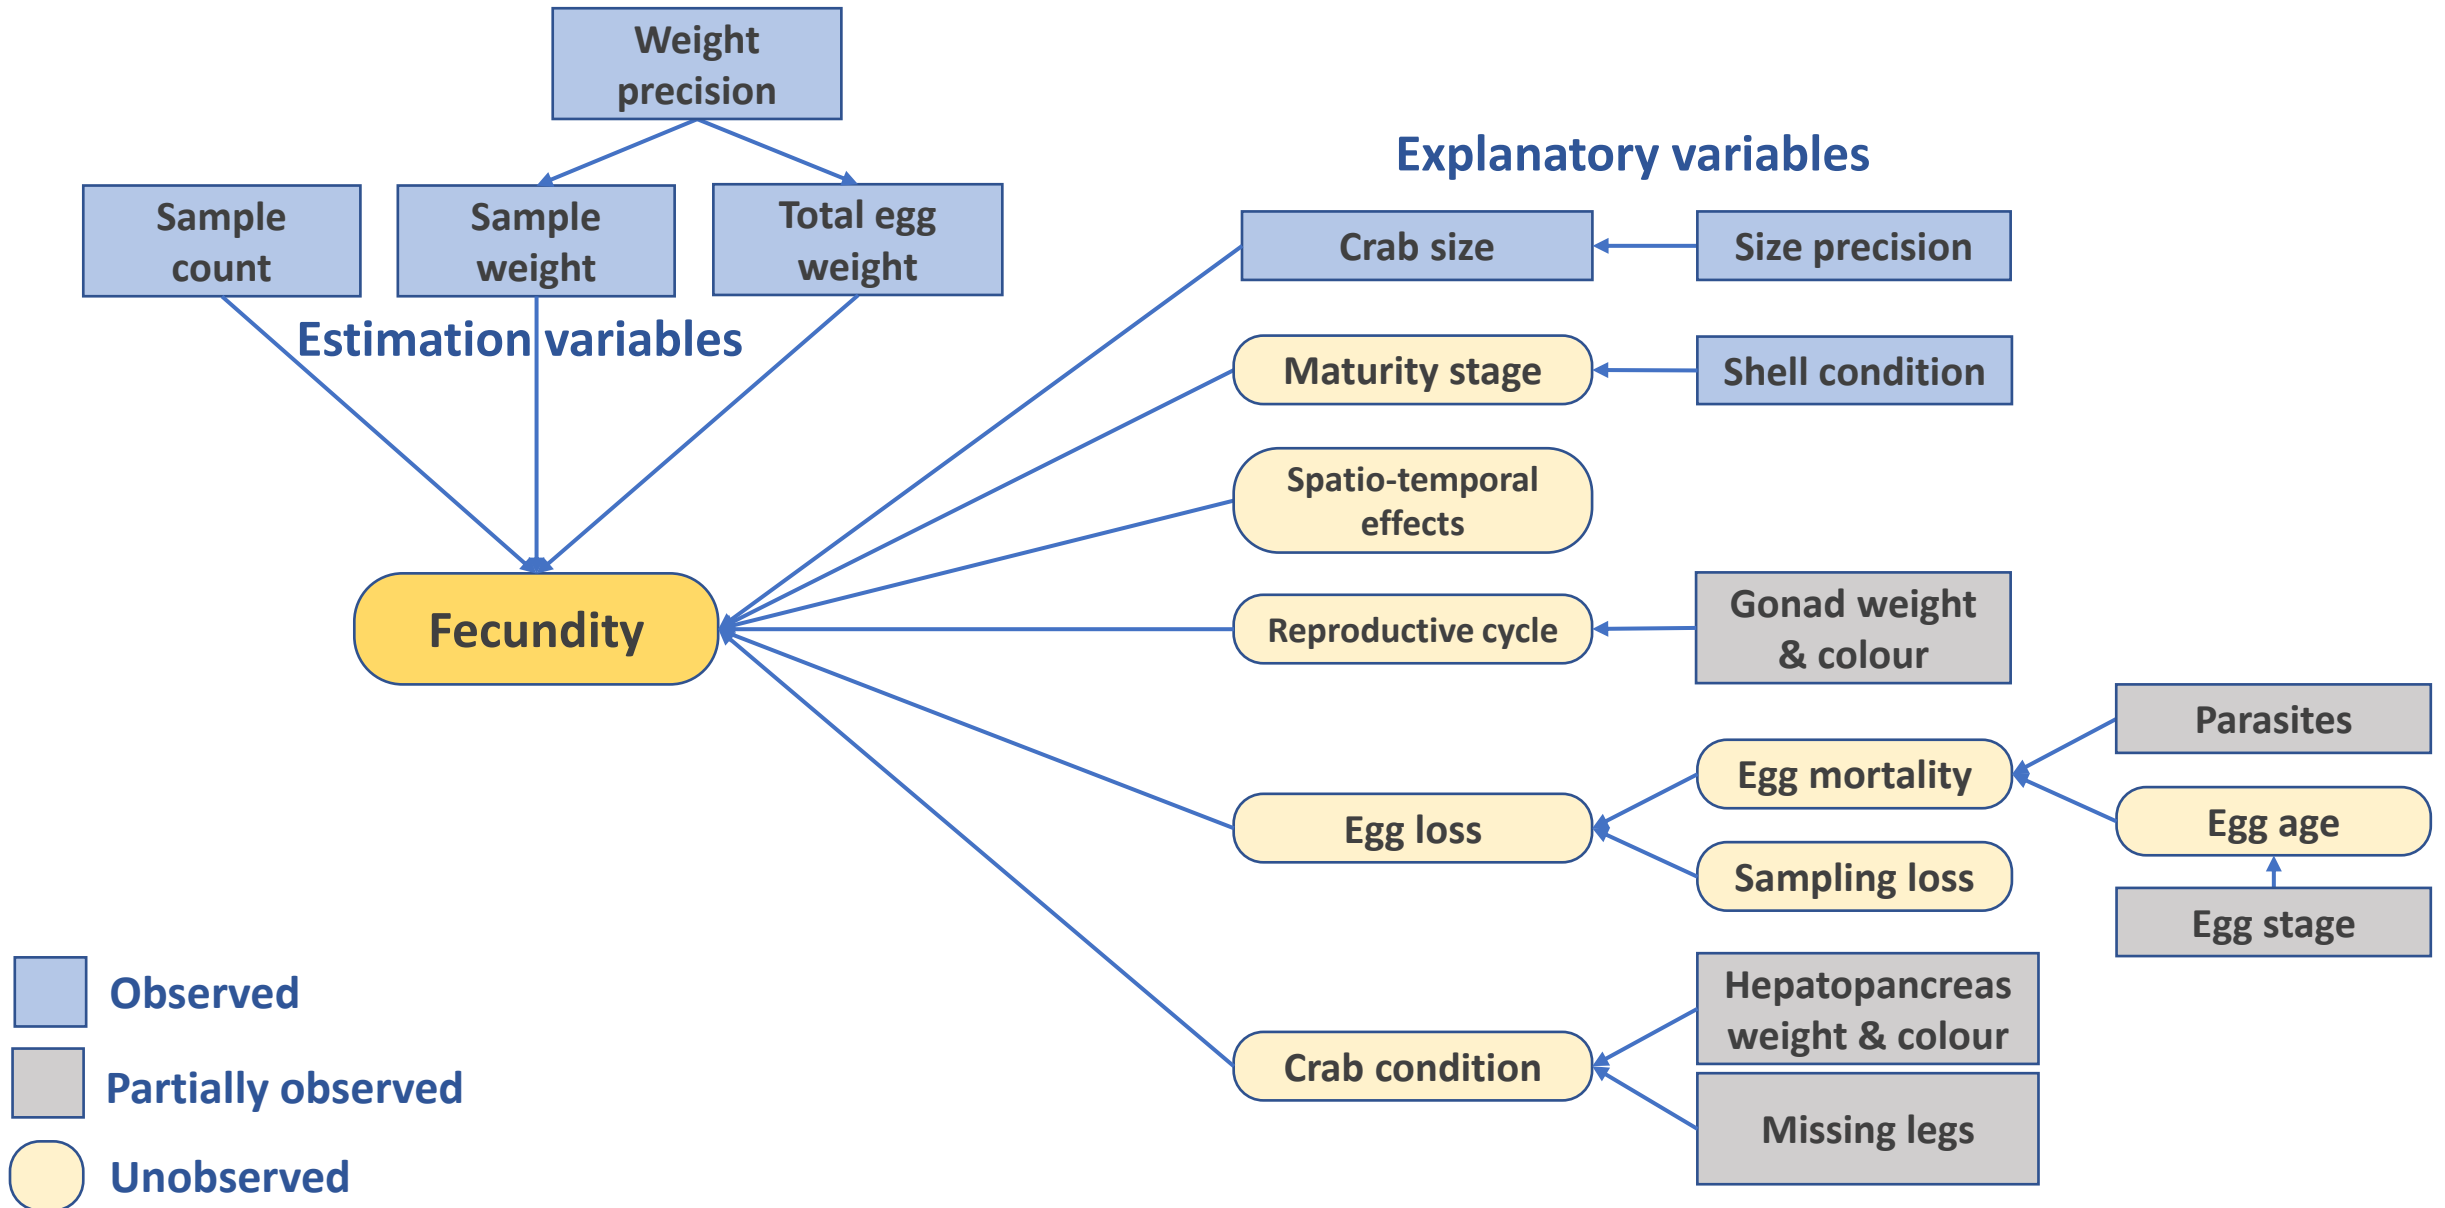 Weight
precision
Sample
count
Sample
weight
Total egg
weight
Estimation variables
Fecundity
Explanatory variables
Crab size
Size precision
Maturity stage
Shell condition
Spatio-temporal
effects
Reproductive cycle
Gonad weight
& colour
Parasites
Egg mortality
Egg age
Egg loss
Sampling loss
Egg stage
Hepatopancreas
weight & colour
Crab condition
Missing legs
Observed
Partially observed
Unobserved